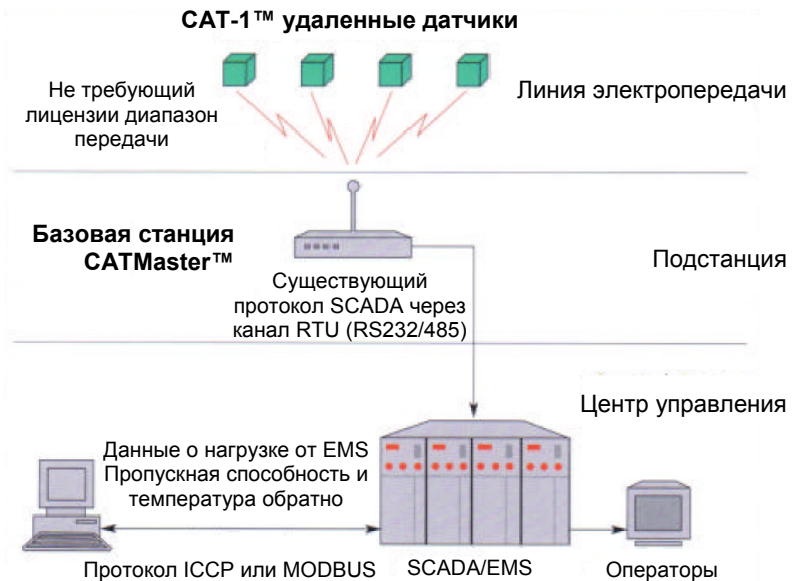 CAT-1™ удаленные датчики
Не требующий
лицензии диапазон
передачи
Линия электропередачи
Базовая станция
CATMaster™
Подстанция
Существующий
протокол SCADA через
канал RTU (RS232/485)
Центр управления
Данные о нагрузке от EMS
Пропускная способность и
температура обратно
Протокол ICCP или MODBUS
SCADA/EMS
Операторы